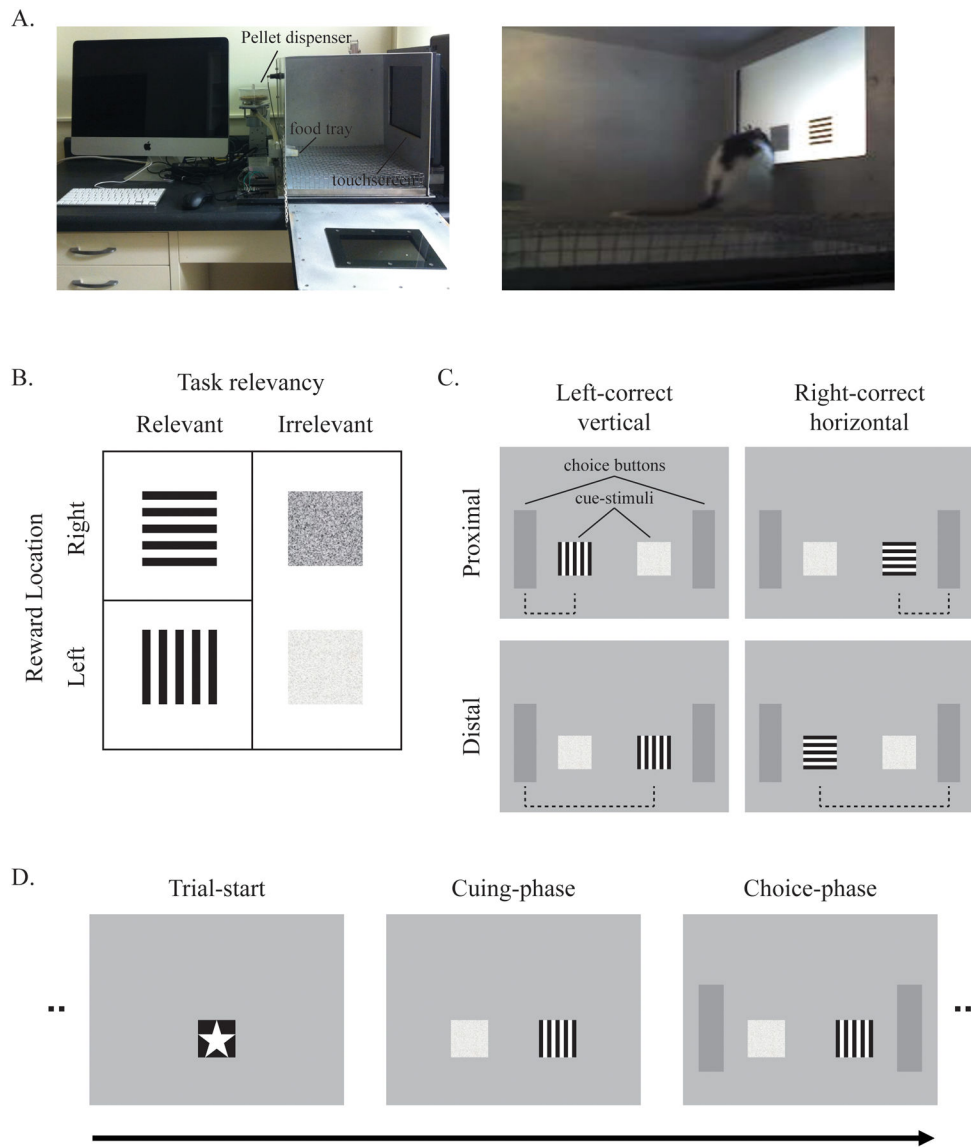 A.
Pellet dispenser
food tray
touchscreen
B.
Task relevancy
Relevant
Irrelevant
Reward Location
Right
Left
C.
Left-correct
vertical
Right-correct
horizontal
Proximal
choice buttons
cue-stimuli
Distal
D.
Trial-start
Cuing-phase
Choice-phase